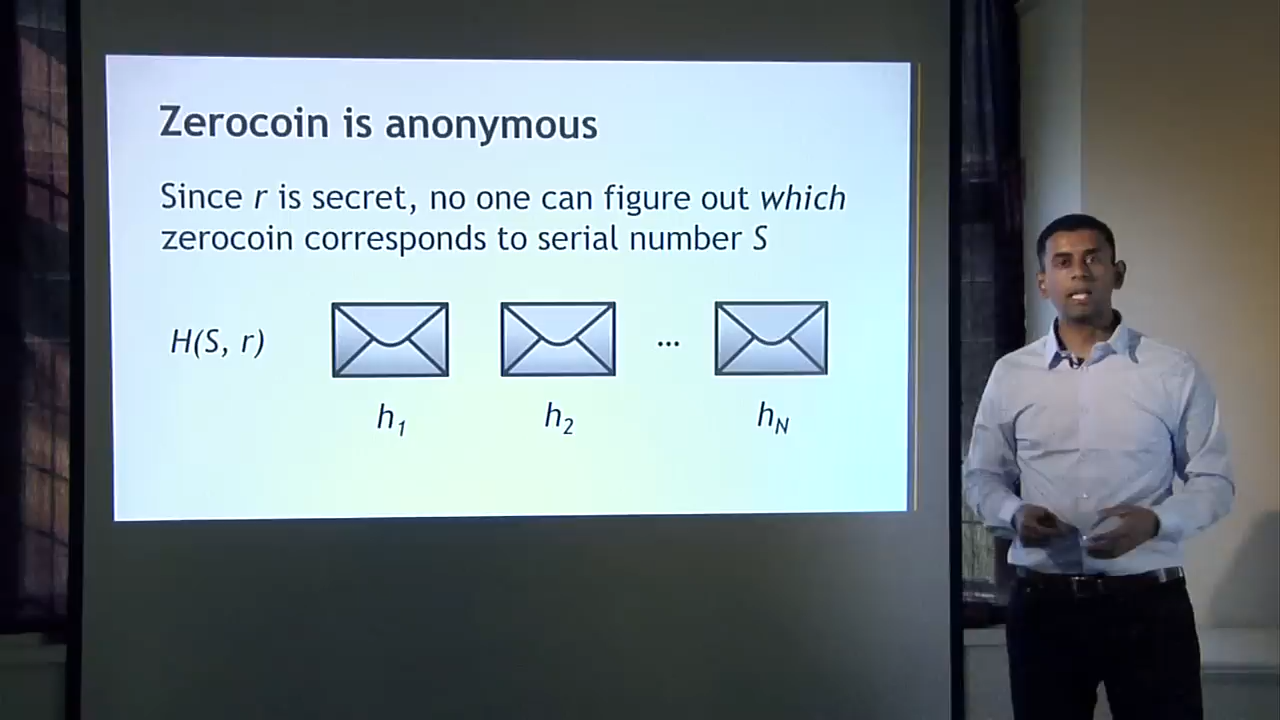 Zerocoin is anonymous
Since r is secret, no one can figure out which
zerocoin corresponds to serial number S
H(S, r)
...
h₁ h₂ hN